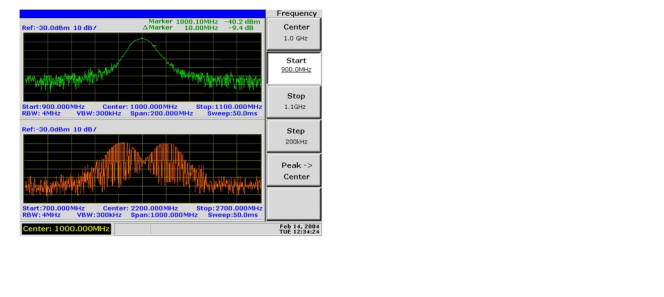 Marker 1000.10MHz -40.2 dBm
Ref:-30.0dBm 10 dB/ ΔMarker 10.00MHz -9.4 dB
Start:900.000MHz Center: 1000.000MHz Stop:1100.000MHz
RBW: 4MHz VBW:300kHz Span:200.000MHz Sweep:50.0ms
Ref:-30.0dBm 10 dB/
Start:700.000MHz Center: 2200.000MHz Stop:2700.000MHz
RBW: 4MHz VBW:300kHz Span:1000.000MHz Sweep:50.0ms
Center: 1000.000MHz
Frequency
Center
1.0 GHz
Start
900.0MHz
Stop
1.1GHz
Step
200kHz
Peak ->
Center
Feb 14, 2004
TUE 12:34:24